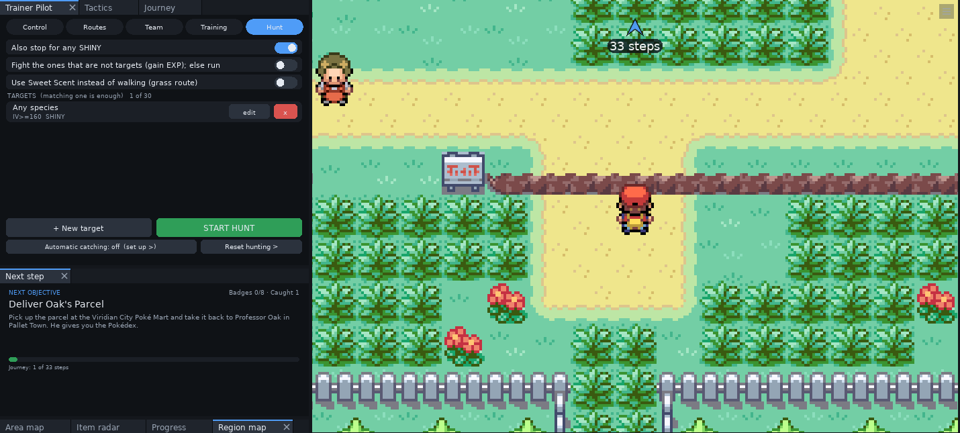 Trainer Pilot
Tactics
Journey
Control
Routes
Team
Training
Hunt
Also stop for any SHINY
Fight the ones that are not targets (gain EXP); else run
Use Sweet Scent instead of walking (grass route)
TARGETS (matching one is enough) 1 of 30
Any species
IV>=160 SHINY
edit
x
+ New target
START HUNT
Automatic catching: off (set up >)
Reset hunting >
Next step
NEXT OBJECTIVE
Badges 0/8 · Caught 1
Deliver Oak's Parcel
Pick up the parcel at the Viridian City Poké Mart and take it back to Professor Oak in
Pallet Town. He gives you the Pokédex.
Journey: 1 of 33 steps
Area map
Item radar
Progress
Region map
33 steps